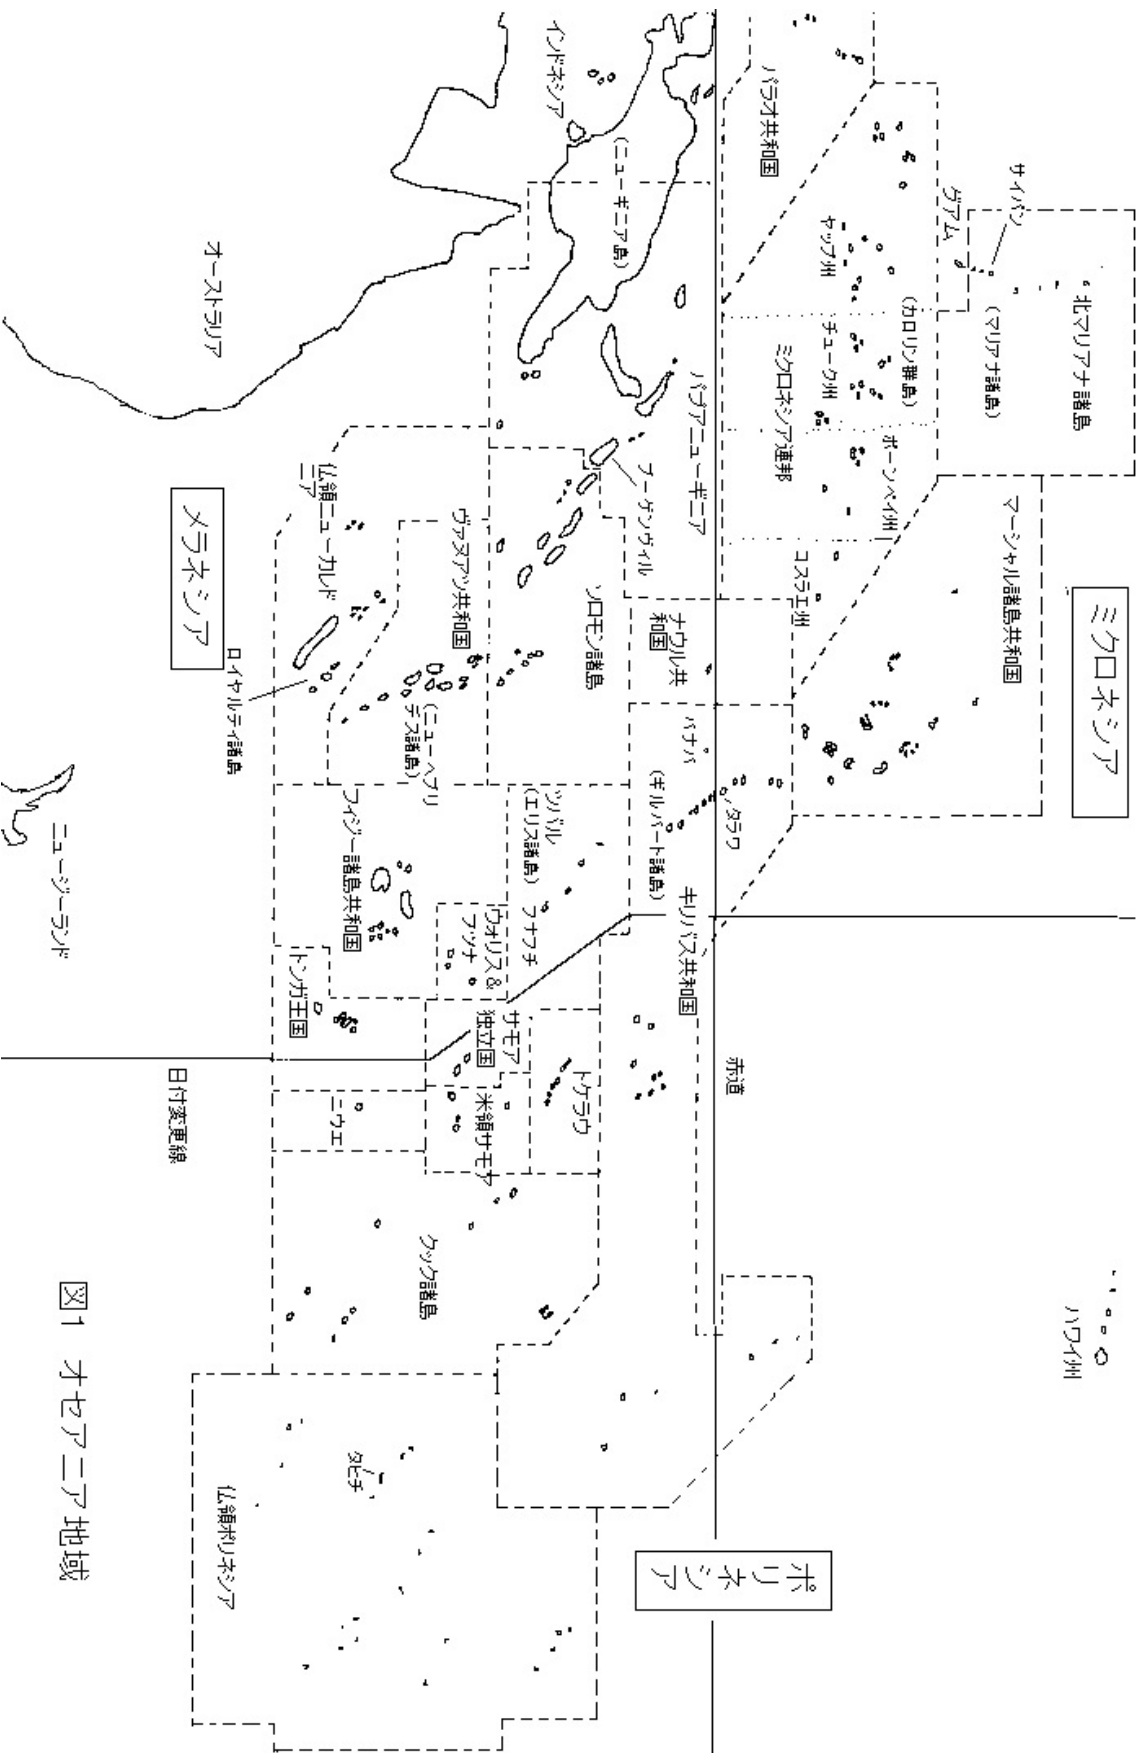 ミクロネシア
ハワイ州
北マリアナ諸島
(マリアナ諸島)
サイパン
グアム
マーシャル諸島共和国
パラオ共和国
ヤップ州
(カロリン群島)
チューク州
ミクロネシア連邦
ポーンペイ州
コスラエ州
赤道
ポリネシア
インドネシア
(ニューギニア島)
パプアニューギニア
ブーゲンヴィル
ナウル共
和国
バナバ
タラワ
(ギルバート諸島)
キリバス共和国
ソロモン諸島
ツバル
(エリス諸島)
フナフチ
トケラウ
ヴァヌアツ共和国
(ニューヘブリ
デス諸島)
ウォリス&
フツナ
サモア
独立国
米領サモア
クック諸島
仏領ニューカレド
ニア
フィジー諸島共和国
トンガ王国
ニウエ
タヒチ
仏領ポリネシア
オーストラリア
メラネシア
ロイヤルティ諸島
日付変更線
ニュージーランド
図1 オセアニア地域